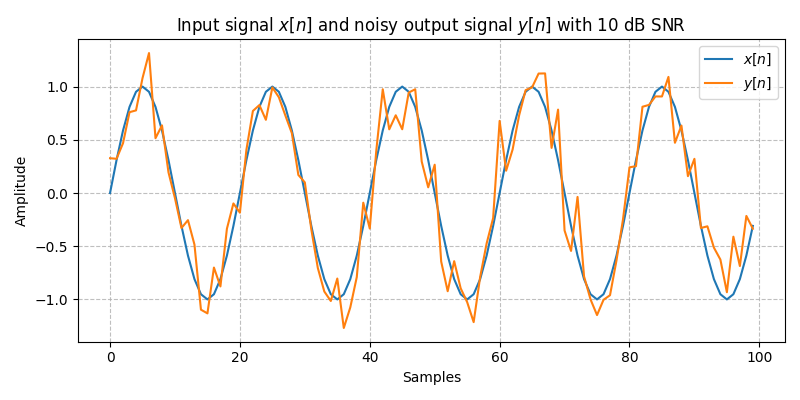 Input signal x[n] and noisy output signal y[n] with 10 dB SNR
x[n]
y[n]
1.0
0.5
0.0
−0.5
−1.0
Amplitude
0 20 40 60 80 100
Samples